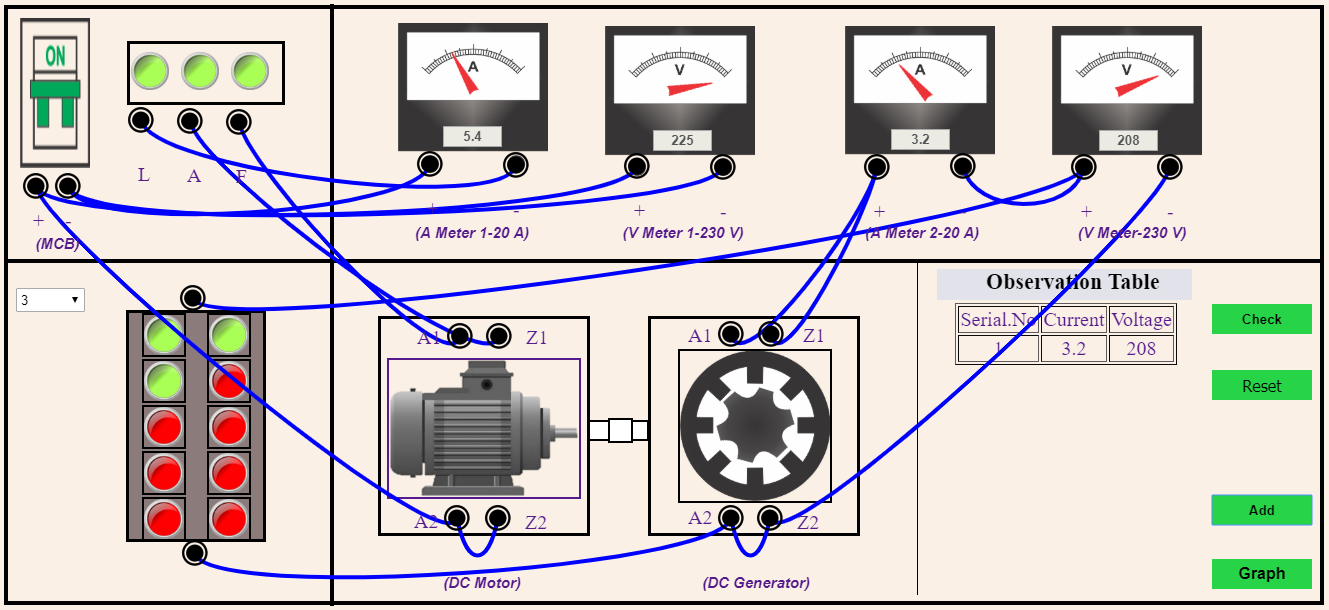 ON
L A F
+ -
(MCB)
A
5.4
+ -
(A Meter 1-20 A)
V
225
+ -
(V Meter 1-230 V)
A
3.2
+ -
(A Meter 2-20 A)
V
208
+ -
(V Meter-230 V)
3
A1 Z1
A2 Z2
(DC Motor)
A1 Z1
A2 Z2
(DC Generator)
Observation Table
Serial.No Current Voltage
1 3.2 208
Check
Reset
Add
Graph